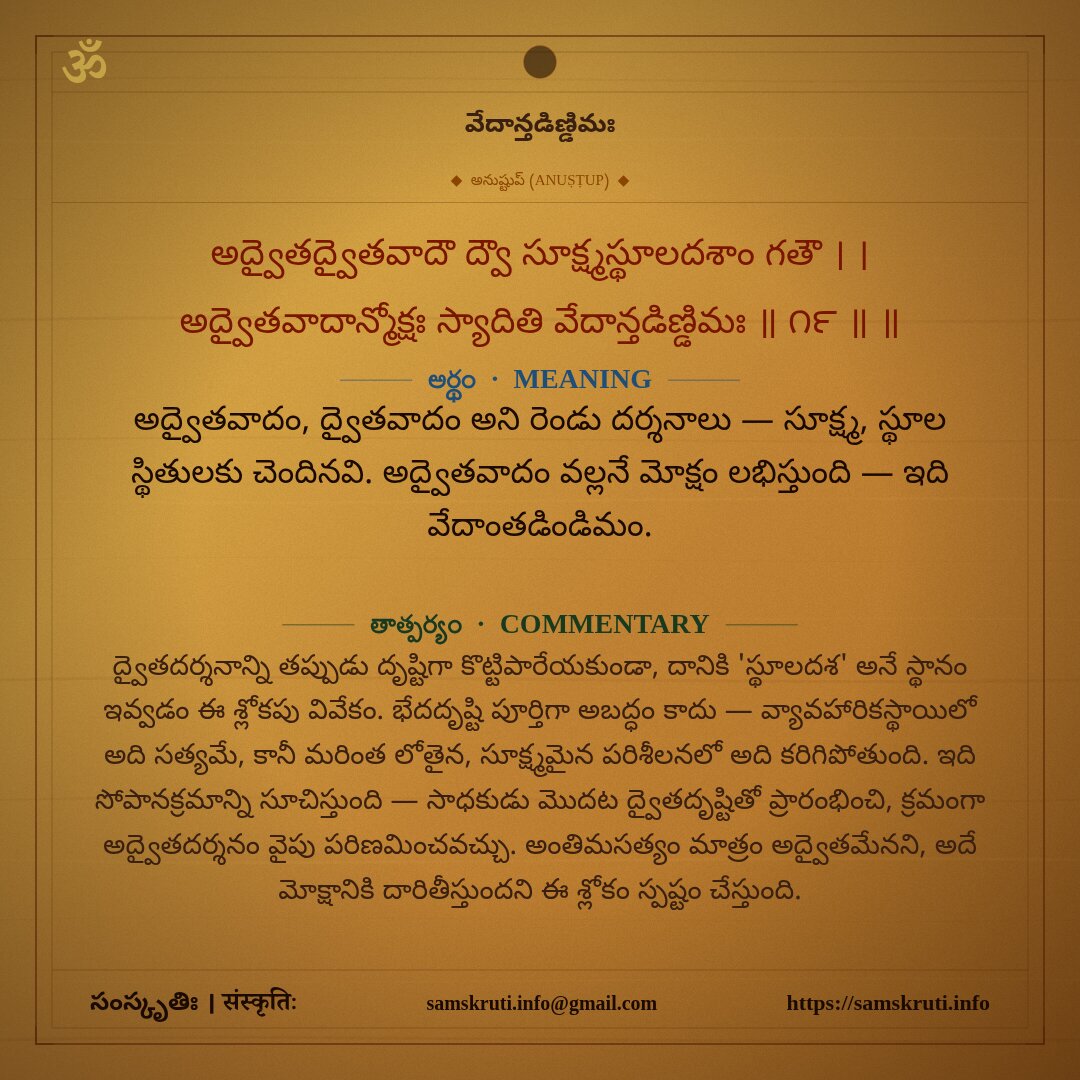 ॐ
వేదాన్తడిణ్డిమః
◆ అనుష్టుప్ (ANUṢṬUP) ◆
అద్వైతద్వైతవాదౌ ద్వౌ సూక్ష్మస్థూలదశాం గతౌ ||
అద్వైతవాదాన్మోక్షః స్యాదితి వేదాన్తడిణ్డిమః ॥ ౧౯ ॥ ॥
అర్థం · MEANING
అద్వైతవాదం, ద్వైతవాదం అని రెండు దర్శనాలు — సూక్ష్మ, స్థూల
స్థితులకు చెందినవి. అద్వైతవాదం వల్లనే మోక్షం లభిస్తుంది — ఇది
వేదాంతడిండిమం.
తాత్పర్యం · COMMENTARY
ద్వైతదర్శనాన్ని తప్పుడు దృష్టిగా కొట్టిపారేయకుండా, దానికి 'స్థూలదశ' అనే స్థానం
ఇవ్వడం ఈ శ్లోకపు వివేకం. భేదదృష్టి పూర్తిగా అబద్ధం కాదు — వ్యావహారికస్థాయిలో
అది సత్యమే, కానీ మరింత లోతైన, సూక్ష్మమైన పరిశీలనలో అది కరిగిపోతుంది. ఇది
సోపానక్రమాన్ని సూచిస్తుంది — సాధకుడు మొదట ద్వైతదృష్టితో ప్రారంభించి, క్రమంగా
అద్వైతదర్శనం వైపు పరిణమించవచ్చు. అంతిమసత్యం మాత్రం అద్వైతమేనని, అదే
మోక్షానికి దారితీస్తుందని ఈ శ్లోకం స్పష్టం చేస్తుంది.
సంస్కృతిః | संस्कृतिः samskruti.info@gmail.com https://samskruti.info